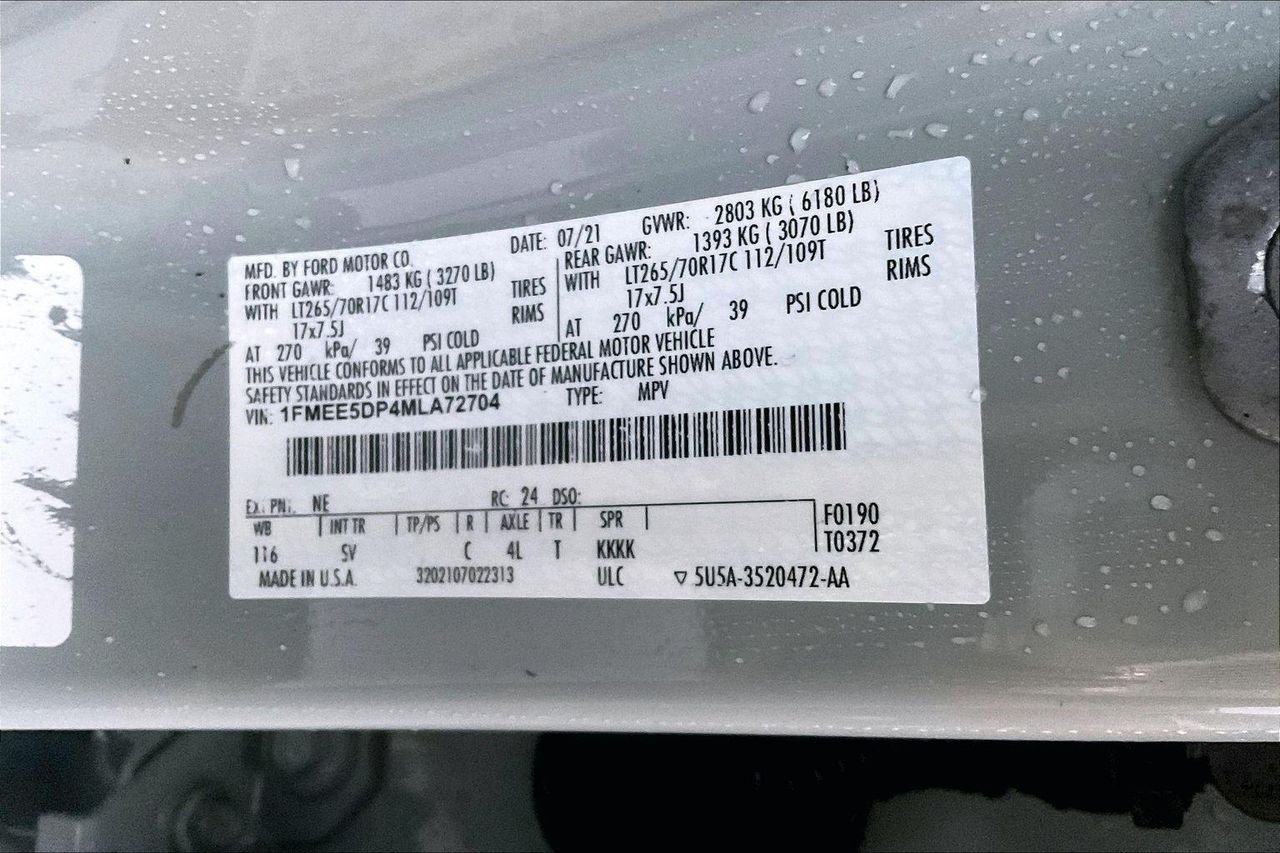 MFD. BY FORD MOTOR CO. DATE: 07/21 GVWR: 2803 KG ( 6180 LB)
FRONT GAWR: 1483 KG ( 3270 LB)
WITH LT265/70R17C 112/109T TIRES
17x7.5J RIMS
AT 270 kPa/ 39 PSI COLD
REAR GAWR: 1393 KG ( 3070 LB)
WITH LT265/70R17C 112/109T TIRES
17x7.5J RIMS
AT 270 kPa/ 39 PSI COLD
THIS VEHICLE CONFORMS TO ALL APPLICABLE FEDERAL MOTOR VEHICLE
SAFETY STANDARDS IN EFFECT ON THE DATE OF MANUFACTURE SHOWN ABOVE.
VIN: 1FMEE5DP4MLA72704 TYPE: MPV
EX. PNT. NE RC: 24 DSO:
WB INT TR TP/PS R AXLE TR SPR F0190
116 SV C 4L T KKKK T0372
MADE IN U.S.A. 3202107022313 ULC ▽ 5U5A-3520472-AA